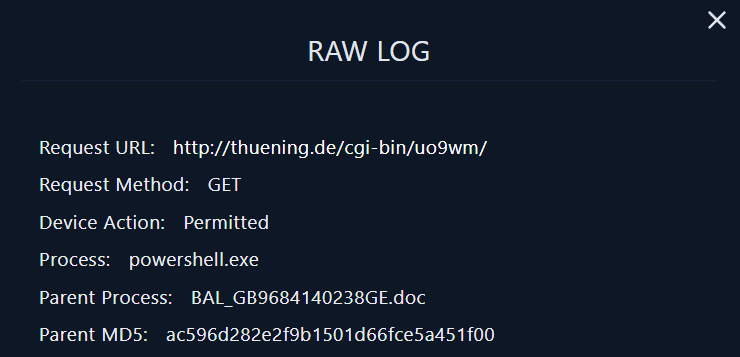 RAW LOG
Request URL: http://thuening.de/cgi-bin/uo9wm/
Request Method: GET
Device Action: Permitted
Process: powershell.exe
Parent Process: BAL_GB9684140238GE.doc
Parent MD5: ac596d282e2f9b1501d66fce5a451f00